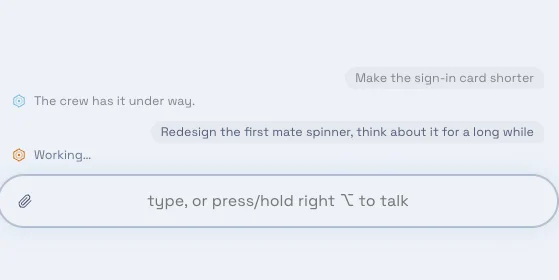 Make the sign-in card shorter
The crew has it under way.
Redesign the first mate spinner, think about it for a long while
Working...
type, or press/hold right ⌥ to talk